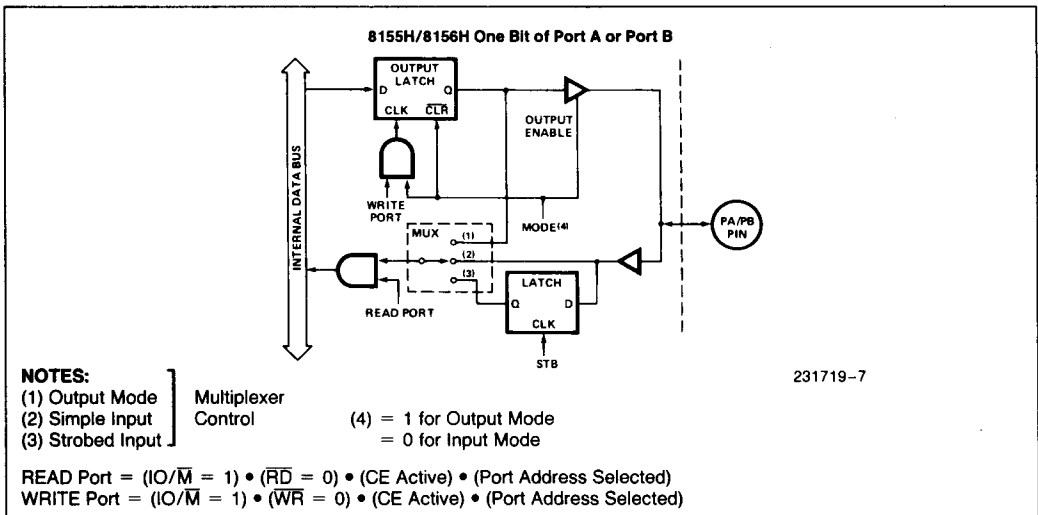 8155H/8156H One Bit of Port A or Port B
OUTPUT
LATCH
D
Q
CLK
C̅L̅R̅
OUTPUT
ENABLE
INTERNAL DATA BUS
WRITE
PORT
MODE(4)
PA/PB
PIN
MUX
(1)
(2)
(3)
READ PORT
LATCH
Q
D
CLK
STB
231719–7
NOTES:
(1) Output Mode
(2) Simple Input
(3) Strobed Input
Multiplexer
Control
(4) = 1 for Output Mode
= 0 for Input Mode
READ Port = (IO/M̅ = 1) • (R̅D̅ = 0) • (CE Active) • (Port Address Selected)
WRITE Port = (IO/M̅ = 1) • (W̅R̅ = 0) • (CE Active) • (Port Address Selected)